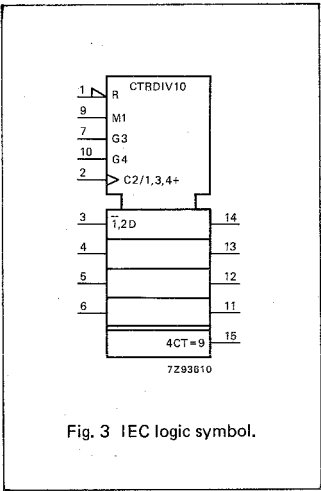 CTRDIV10
1 R
9 M1
7 G3
10 G4
2 C2/1,3,4+
3 1̅,2D 14
4 13
5 12
6 11
4CT=9 15
7Z93610
Fig. 3 IEC logic symbol.